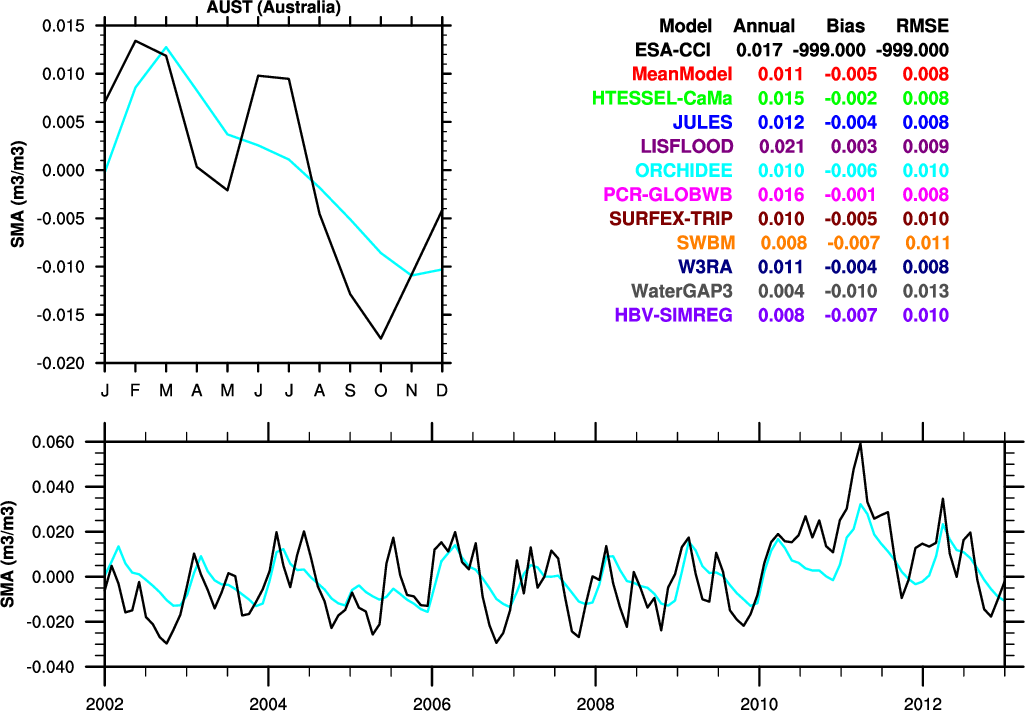 AUST (Australia)
0.015
0.010
0.005
0.000
-0.005
-0.010
-0.015
-0.020
SMA (m3/m3)
J F M A M J J A S O N D
Model Annual Bias RMSE
ESA-CCI 0.017 -999.000 -999.000
MeanModel 0.011 -0.005 0.008
HTESSEL-CaMa 0.015 -0.002 0.008
JULES 0.012 -0.004 0.008
LISFLOOD 0.021 0.003 0.009
ORCHIDEE 0.010 -0.006 0.010
PCR-GLOBWB 0.016 -0.001 0.008
SURFEX-TRIP 0.010 -0.005 0.010
SWBM 0.008 -0.007 0.011
W3RA 0.011 -0.004 0.008
WaterGAP3 0.004 -0.010 0.013
HBV-SIMREG 0.008 -0.007 0.010
0.060
0.040
0.020
0.000
-0.020
-0.040
SMA (m3/m3)
2002 2004 2006 2008 2010 2012